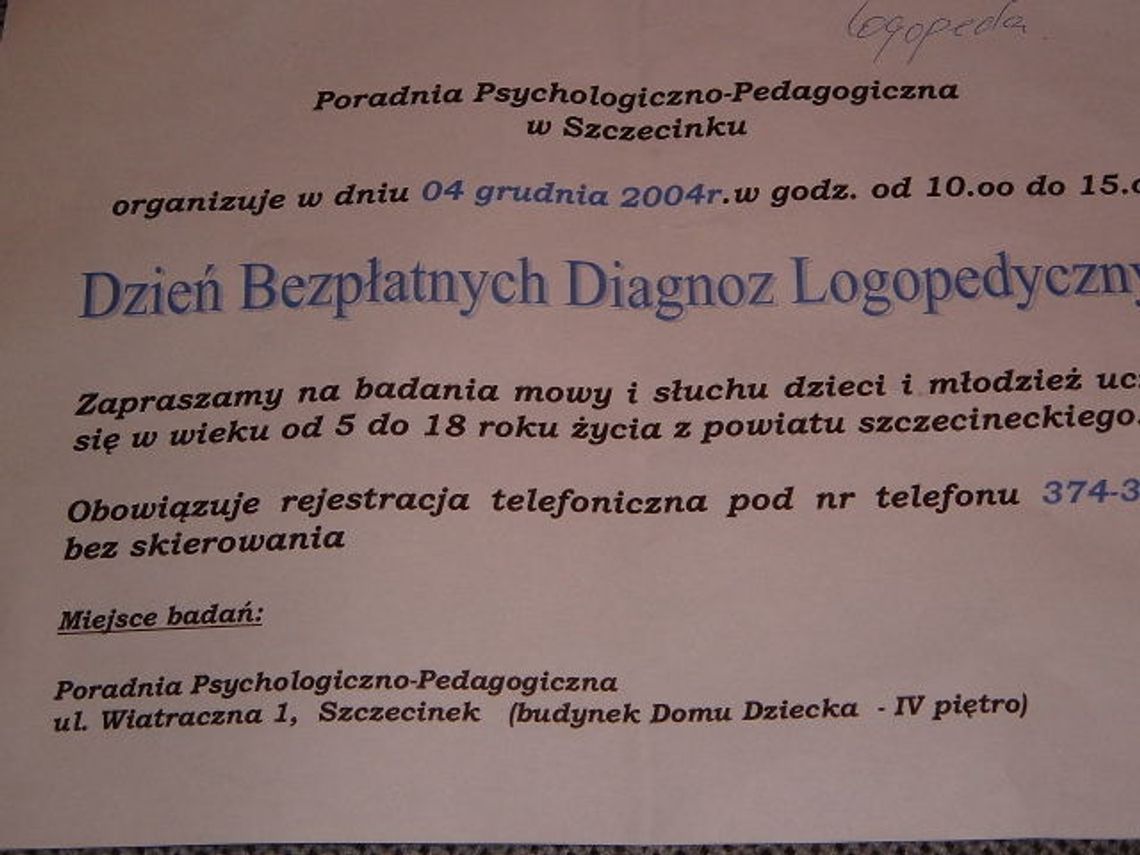 logopeda
Poradnia Psychologiczno-Pedagogiczna
w Szczecinku
organizuje w dniu 04 grudnia 2004r.w godz. od 10.oo do 15.
Dzień Bezpłatnych Diagnoz Logopedyczny
Zapraszamy na badania mowy i słuchu dzieci i młodzież uc
się w wieku od 5 do 18 roku życia z powiatu szczecineckiego.
Obowiązuje rejestracja telefoniczna pod nr telefonu 374-3
bez skierowania
Miejsce badań:
Poradnia Psychologiczno-Pedagogiczna
ul. Wiatraczna 1, Szczecinek (budynek Domu Dziecka - IV piętro)